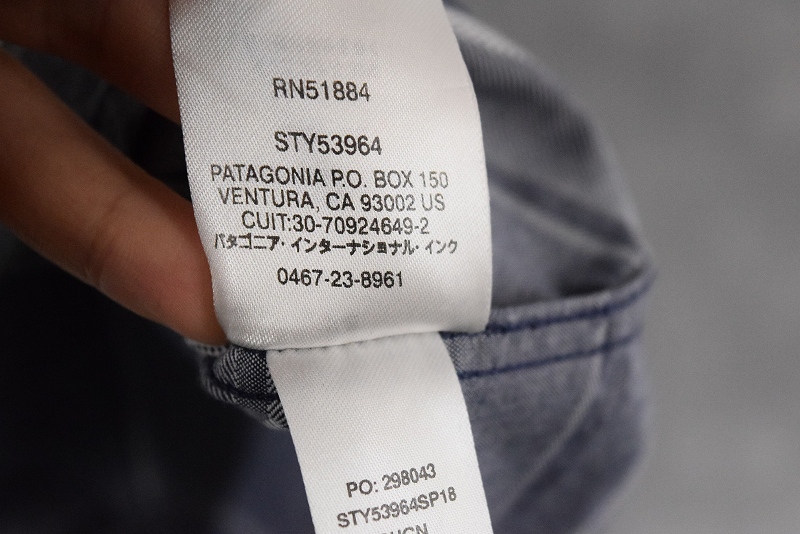 RN51884
STY53964
PATAGONIA P.O. BOX 150
VENTURA, CA 93002 US
CUIT:30-70924649-2
パタゴニア・インターナショナル・インク
0467-23-8961
PO: 298043
STY53964SP18